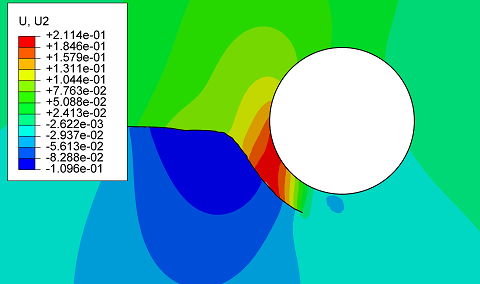 U, U2
+2.114e-01
+1.846e-01
+1.579e-01
+1.311e-01
+1.044e-01
+7.763e-02
+5.088e-02
+2.413e-02
-2.622e-03
-2.937e-02
-5.613e-02
-8.288e-02
-1.096e-01